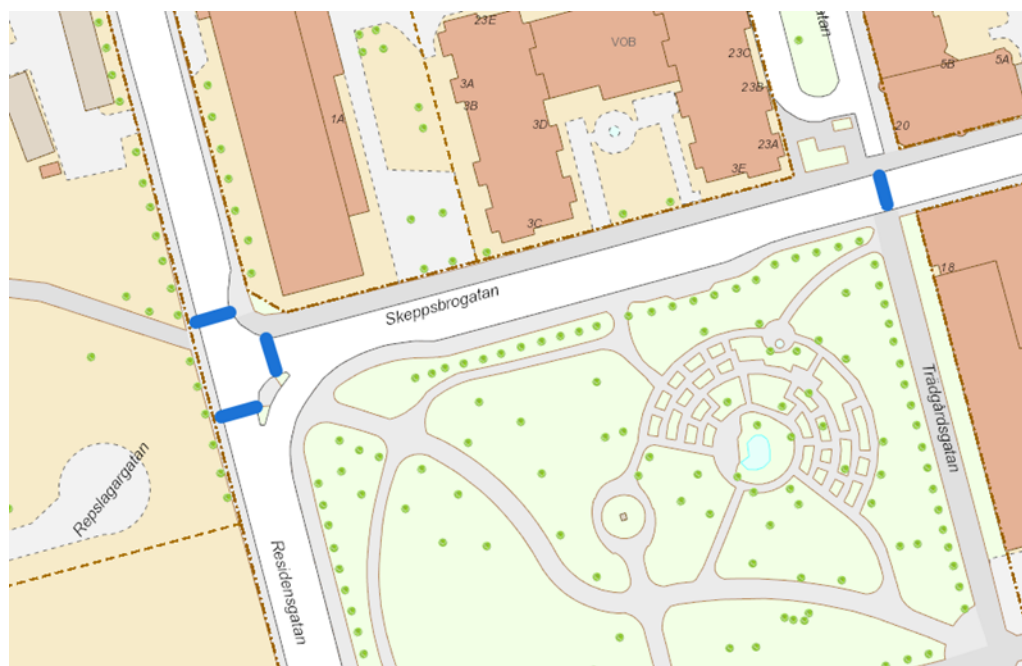 23E
gatan
VOB
23C
5B
5A
3A
23B
3B
1A
3D
20
23A
3E
3C
18
Skeppsbrogatan
Trädgårdsgatan
Repslagargatan
Residensgatan